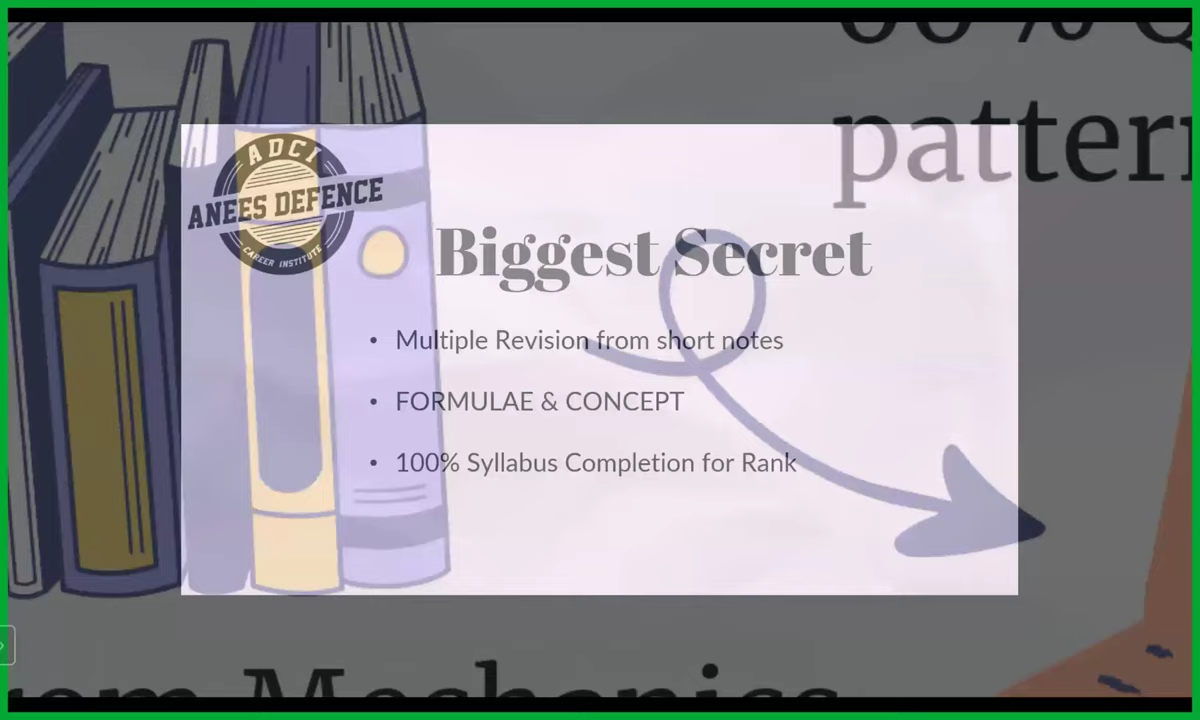 pattern
ADCI
ANEES DEFENCE
CAREER INSTITUTE
Biggest Secret
• Multiple Revision from short notes
• FORMULAE & CONCEPT
• 100% Syllabus Completion for Rank